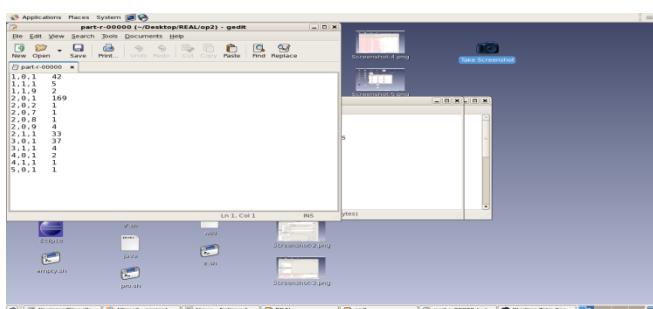 Applications Places System
part-r-00000 (~/Desktop/REAL/op2) - gedit
File Edit View Search Tools Documents Help
New Open Save Print... Undo Redo Cut Copy Paste Find Replace
part-r-00000
1,0,1 42
1,1,1 5
1,1,9 2
2,0,1 169
2,0,2 1
2,0,7 1
2,0,8 1
2,0,9 4
2,1,1 33
3,0,1 37
3,1,1 4
4,0,1 2
4,1,1 1
5,0,1 1
Ln 1, Col 1 INS
Screenshot-4.png
Take Screenshot
Screenshot-5.png
5
ytes)
Eclipse
java
Screenshot-2.png
empty.sh
pro.sh
Screenshot-3.png